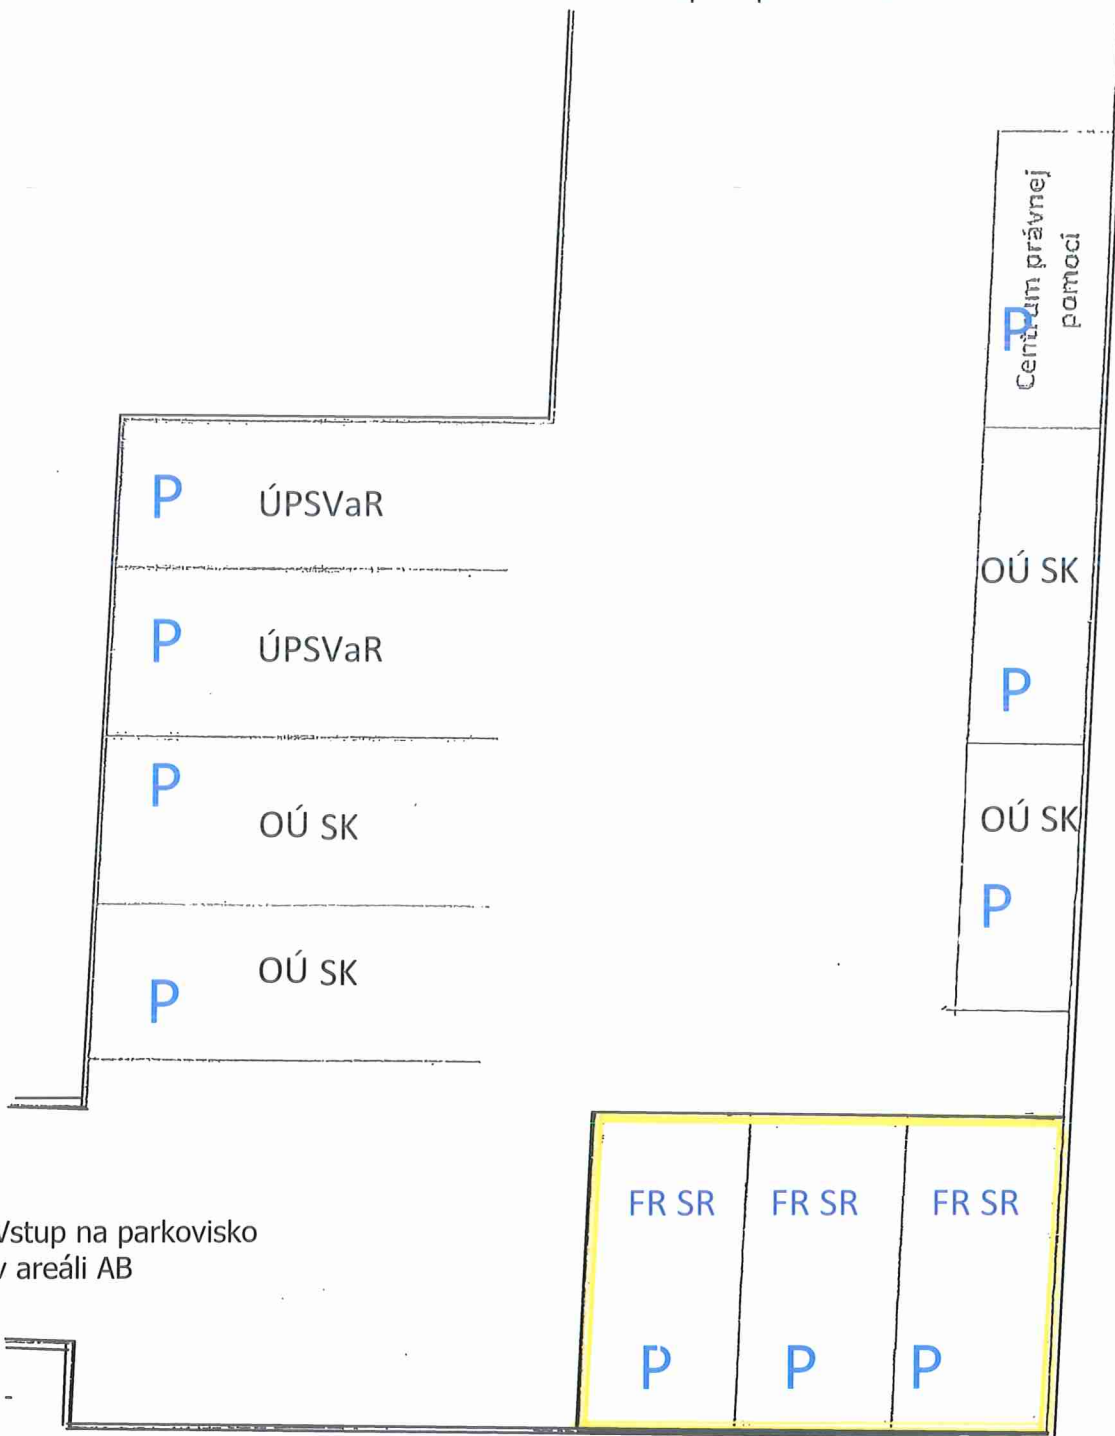 Centrum právnej
pomoci
P
P ÚPSVaR
OÚ SK
P ÚPSVaR
P
P
OÚ SK
OÚ SK
P
OÚ SK
P
FR SR FR SR FR SR
Vstup na parkovisko
v areáli AB
P P P